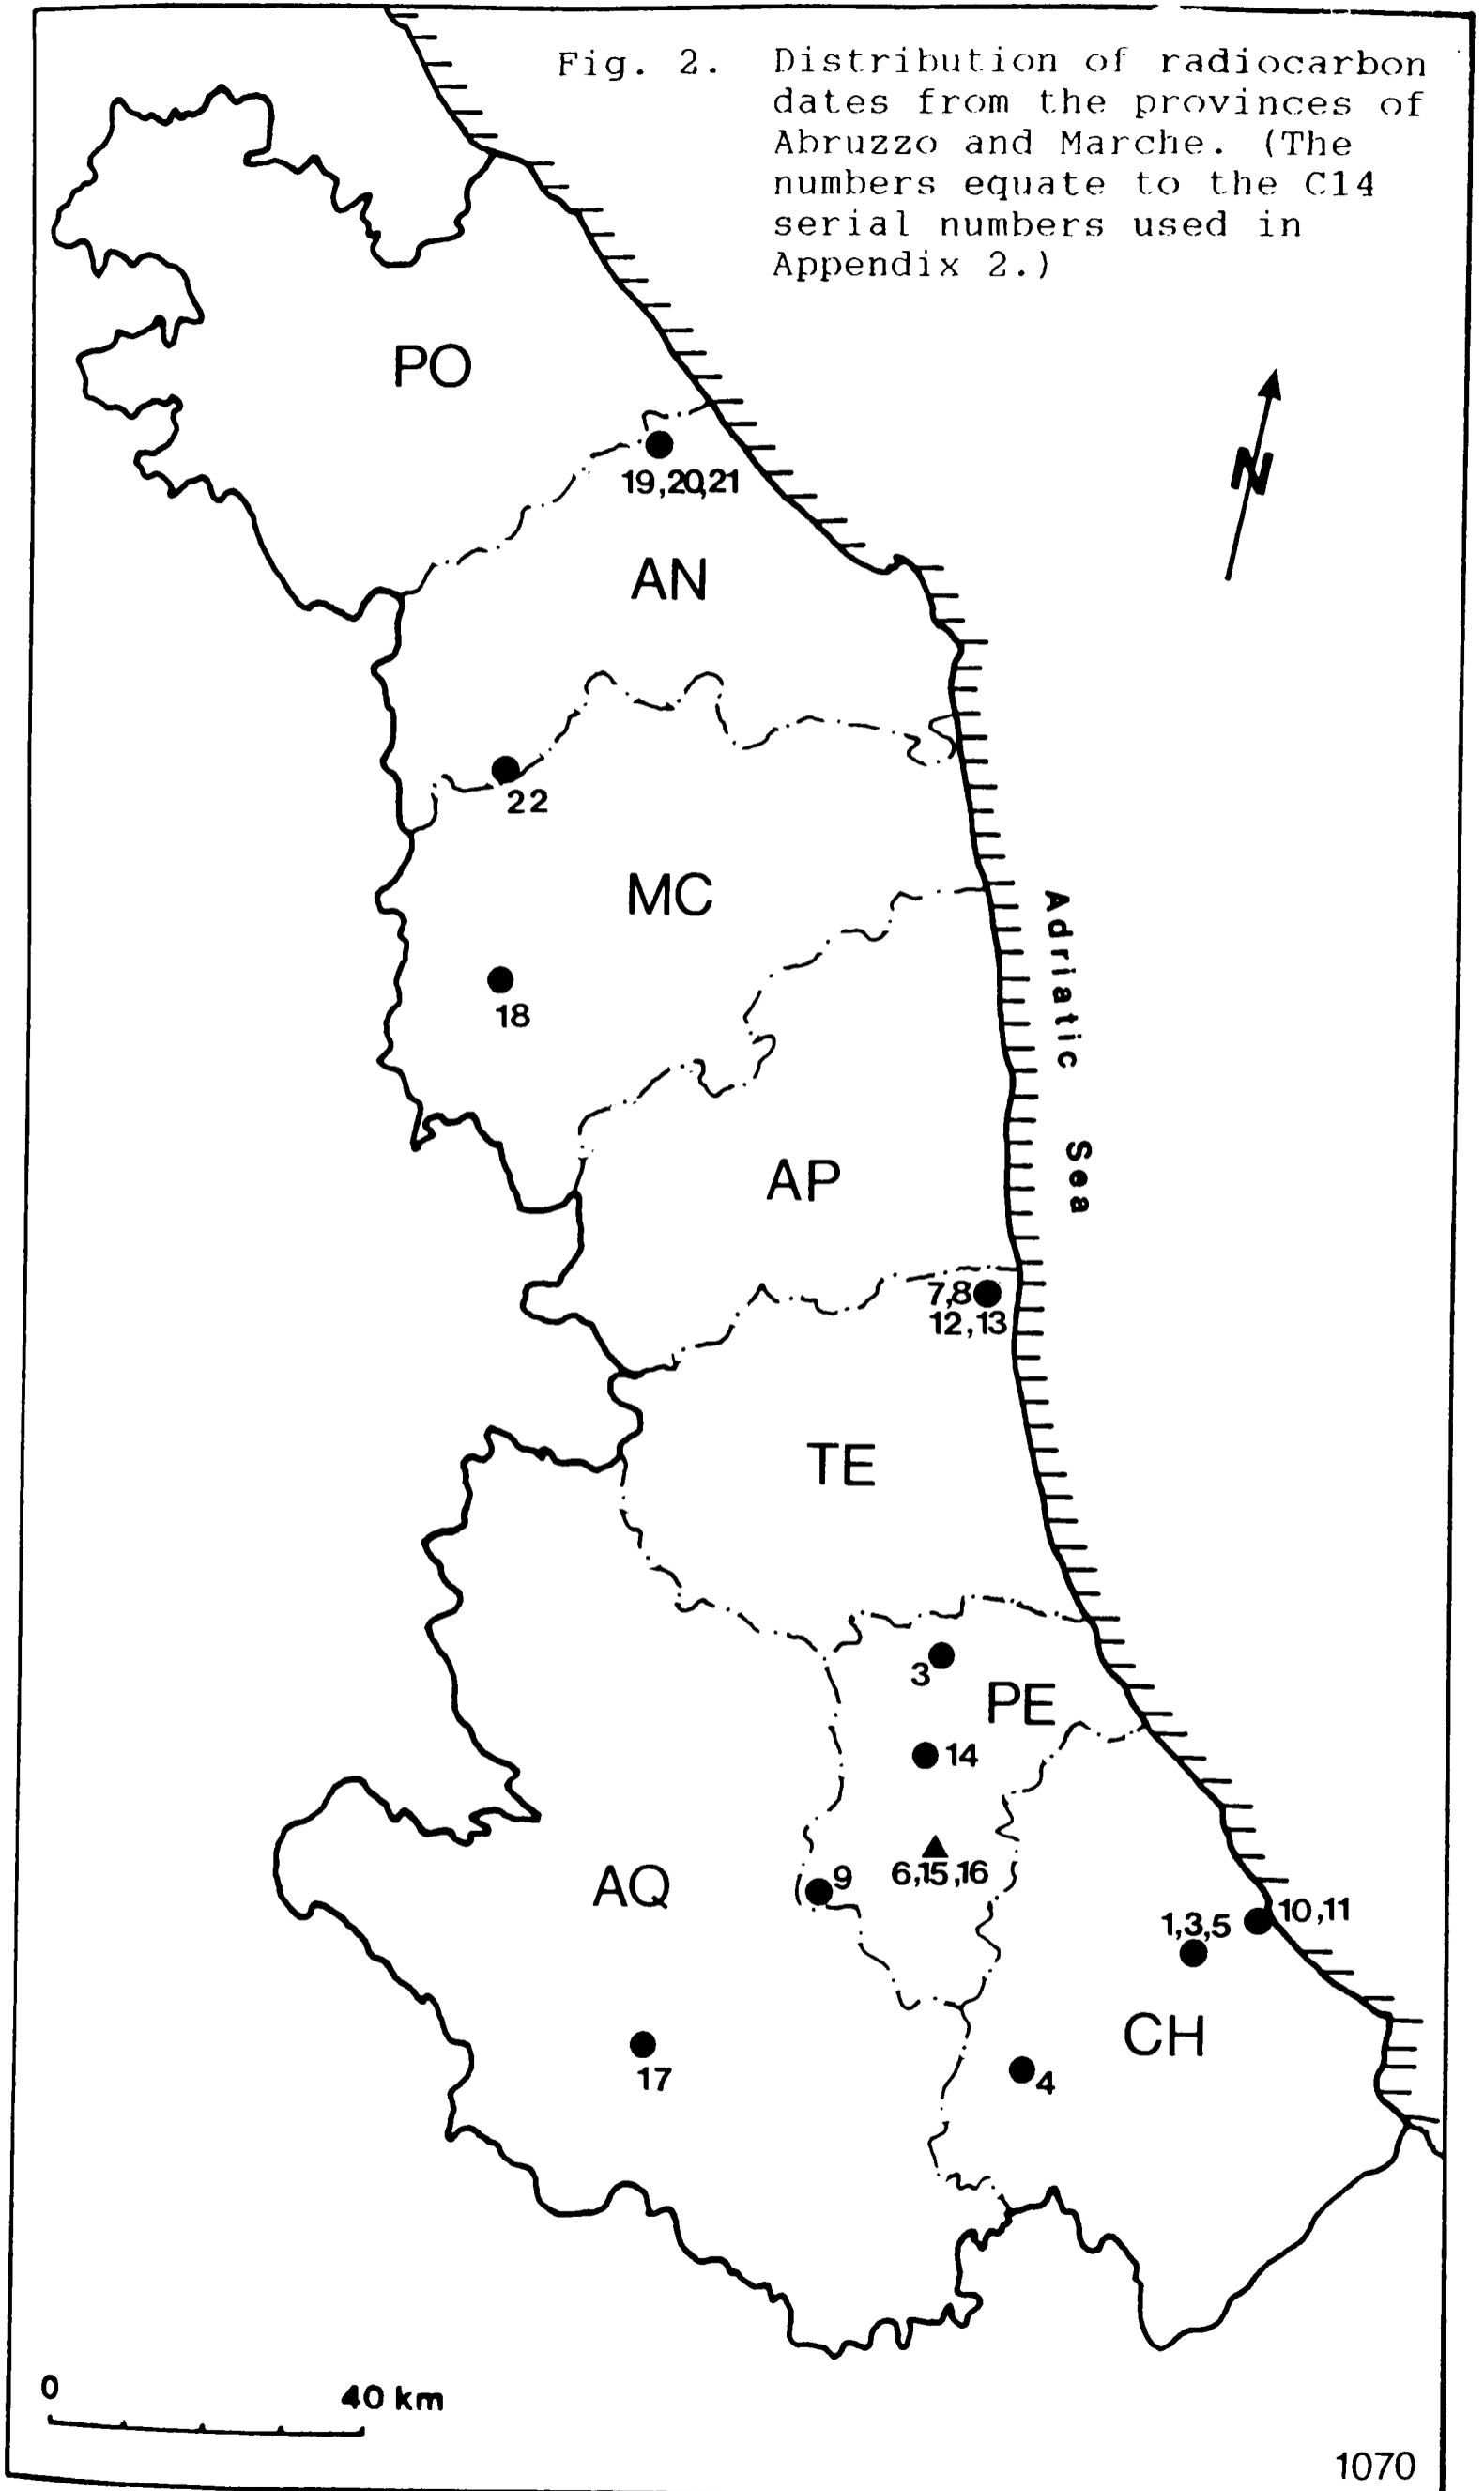 Fig. 2. Distribution of radiocarbon
dates from the provinces of
Abruzzo and Marche. (The
numbers equate to the C14
serial numbers used in
Appendix 2.)
PO
N
19,20,21
AN
22
MC
Adriatic Sea
18
AP
7,8
12,13
TE
3
PE
14
6,15,16
9
AQ
10,11
1,3,5
CH
17
4
0 40 km
1070